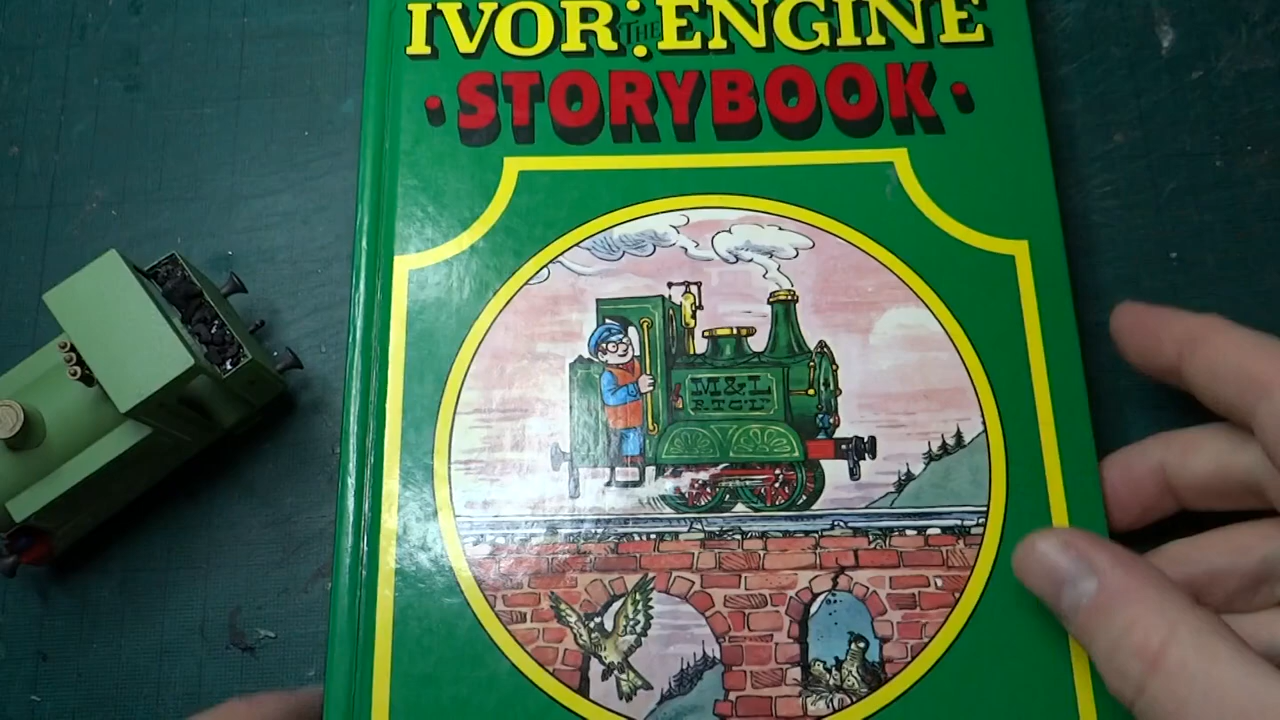 IVOR THE ENGINE
· STORYBOOK ·
M&L
R.T.C.L